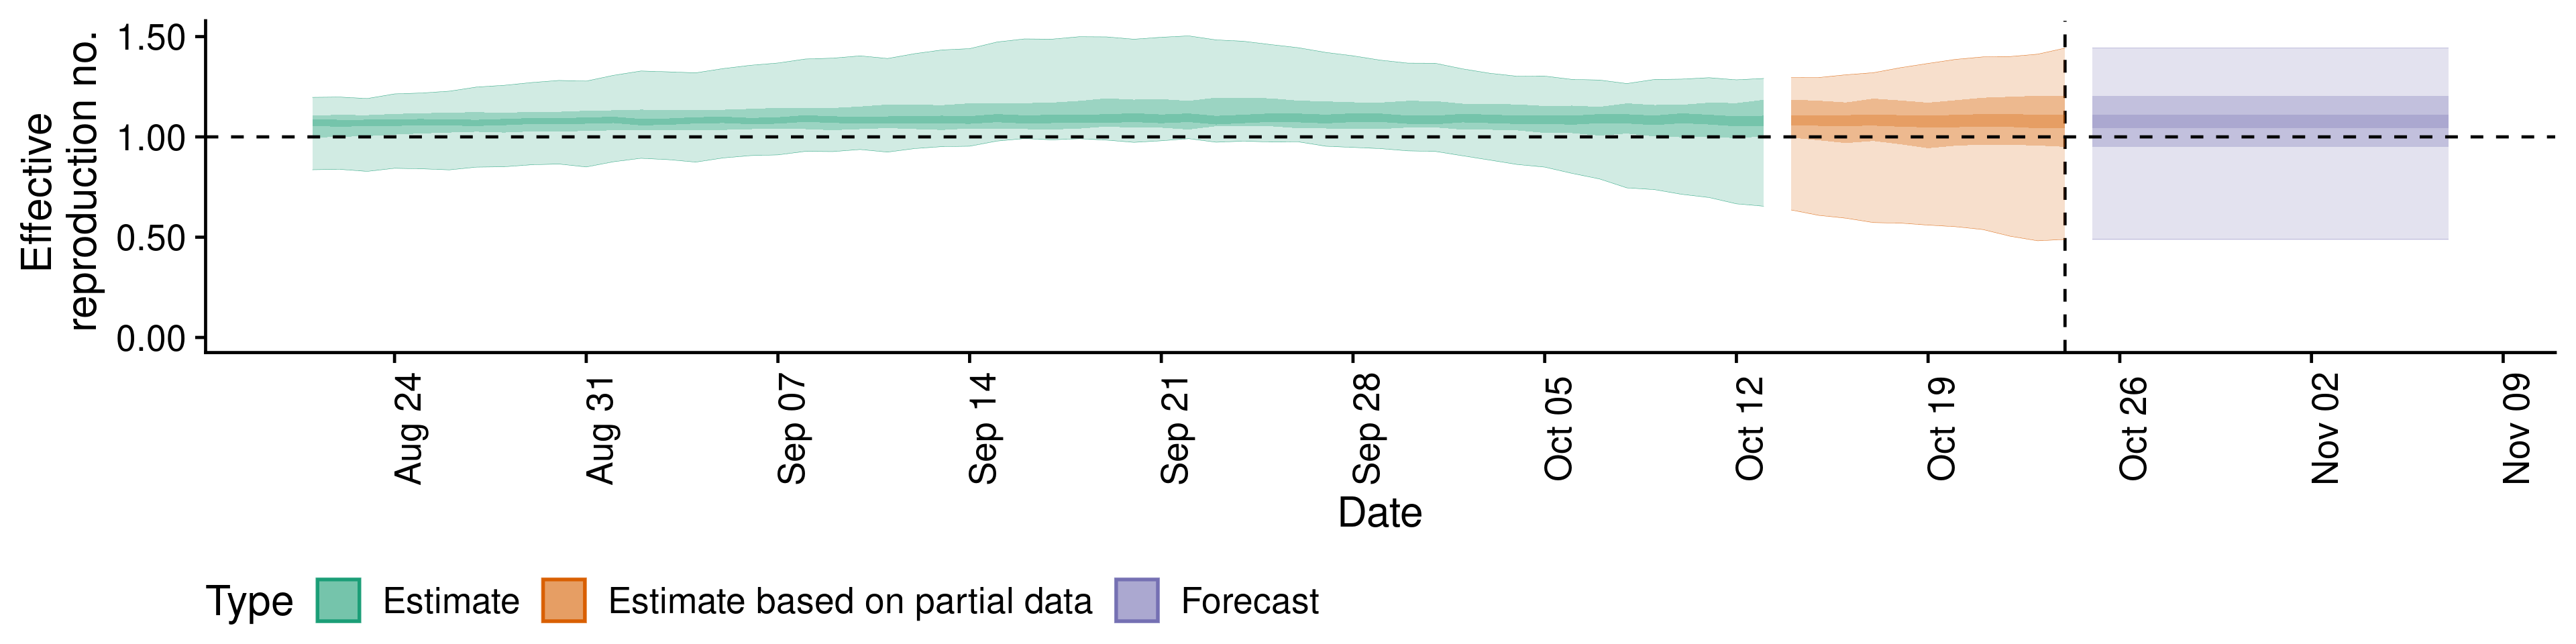 Effective
reproduction no.
1.50
1.00
0.50
0.00
Aug 24
Aug 31
Sep 07
Sep 14
Sep 21
Sep 28
Oct 05
Oct 12
Oct 19
Oct 26
Nov 02
Nov 09
Date
Type Estimate Estimate based on partial data Forecast